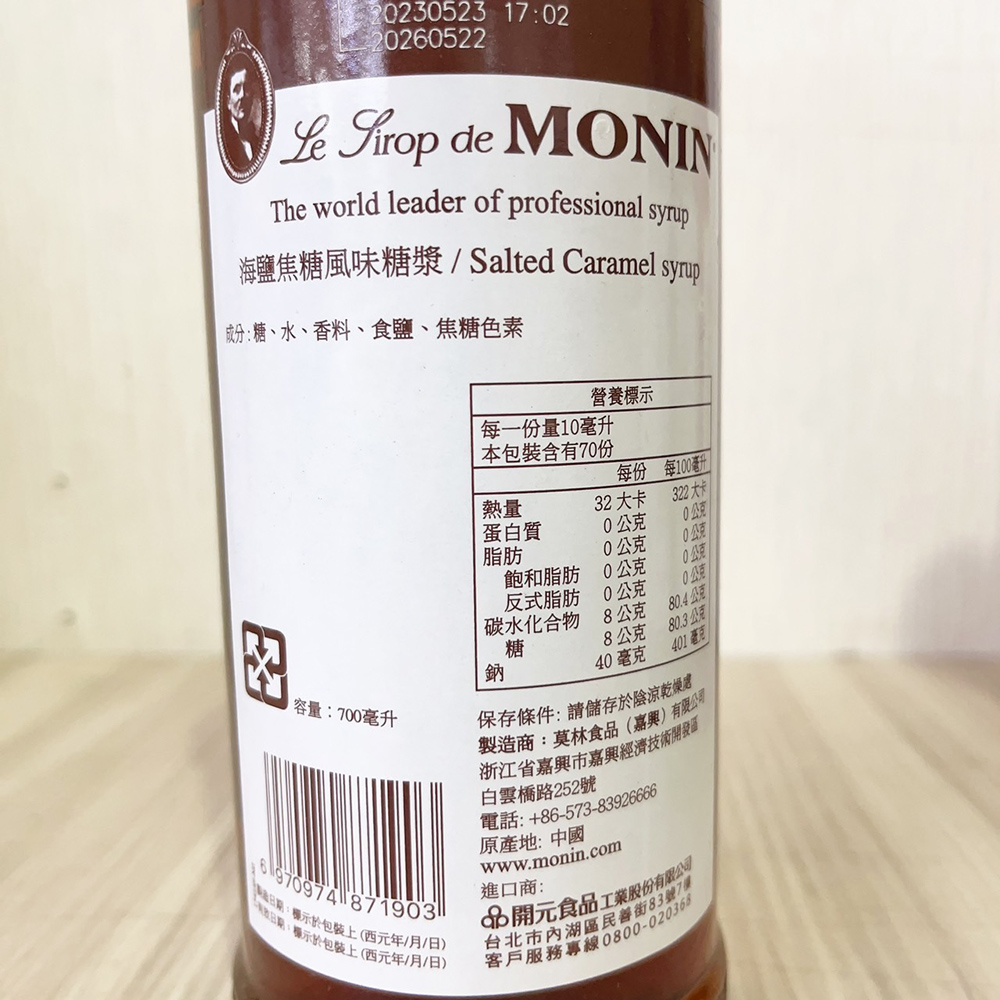 20230523 17:02
20260522
Le Sirop de MONIN
The world leader of professional syrup
海鹽焦糖風味糖漿 / Salted Caramel syrup
成分:糖、水、香料、食鹽、焦糖色素
營養標示
每一份量10毫升
本包裝含有70份
每份 每100毫升
熱量 32 大卡 322 大卡
蛋白質 0 公克 0 公克
脂肪 0 公克 0 公克
飽和脂肪 0 公克 0 公克
反式脂肪 0 公克 0 公克
碳水化合物 8 公克 80.4 公克
糖 8 公克 80.3 公克
鈉 40 毫克 401 毫克
容量:700毫升
保存條件: 請儲存於陰涼乾燥處
製造商:莫林食品(嘉興)有限公司
浙江省嘉興市嘉興經濟技術開發區
白雲橋路252號
電話: +86-573-83926666
原產地: 中國
www.monin.com
進口商:
開元食品工業股份有限公司
台北市內湖區民善街83號7樓
客戶服務專線0800-020368
6 970974 871903
日期:標示於包裝上(西元年/月/日)
日期:標示於包裝上(西元年/月/日)